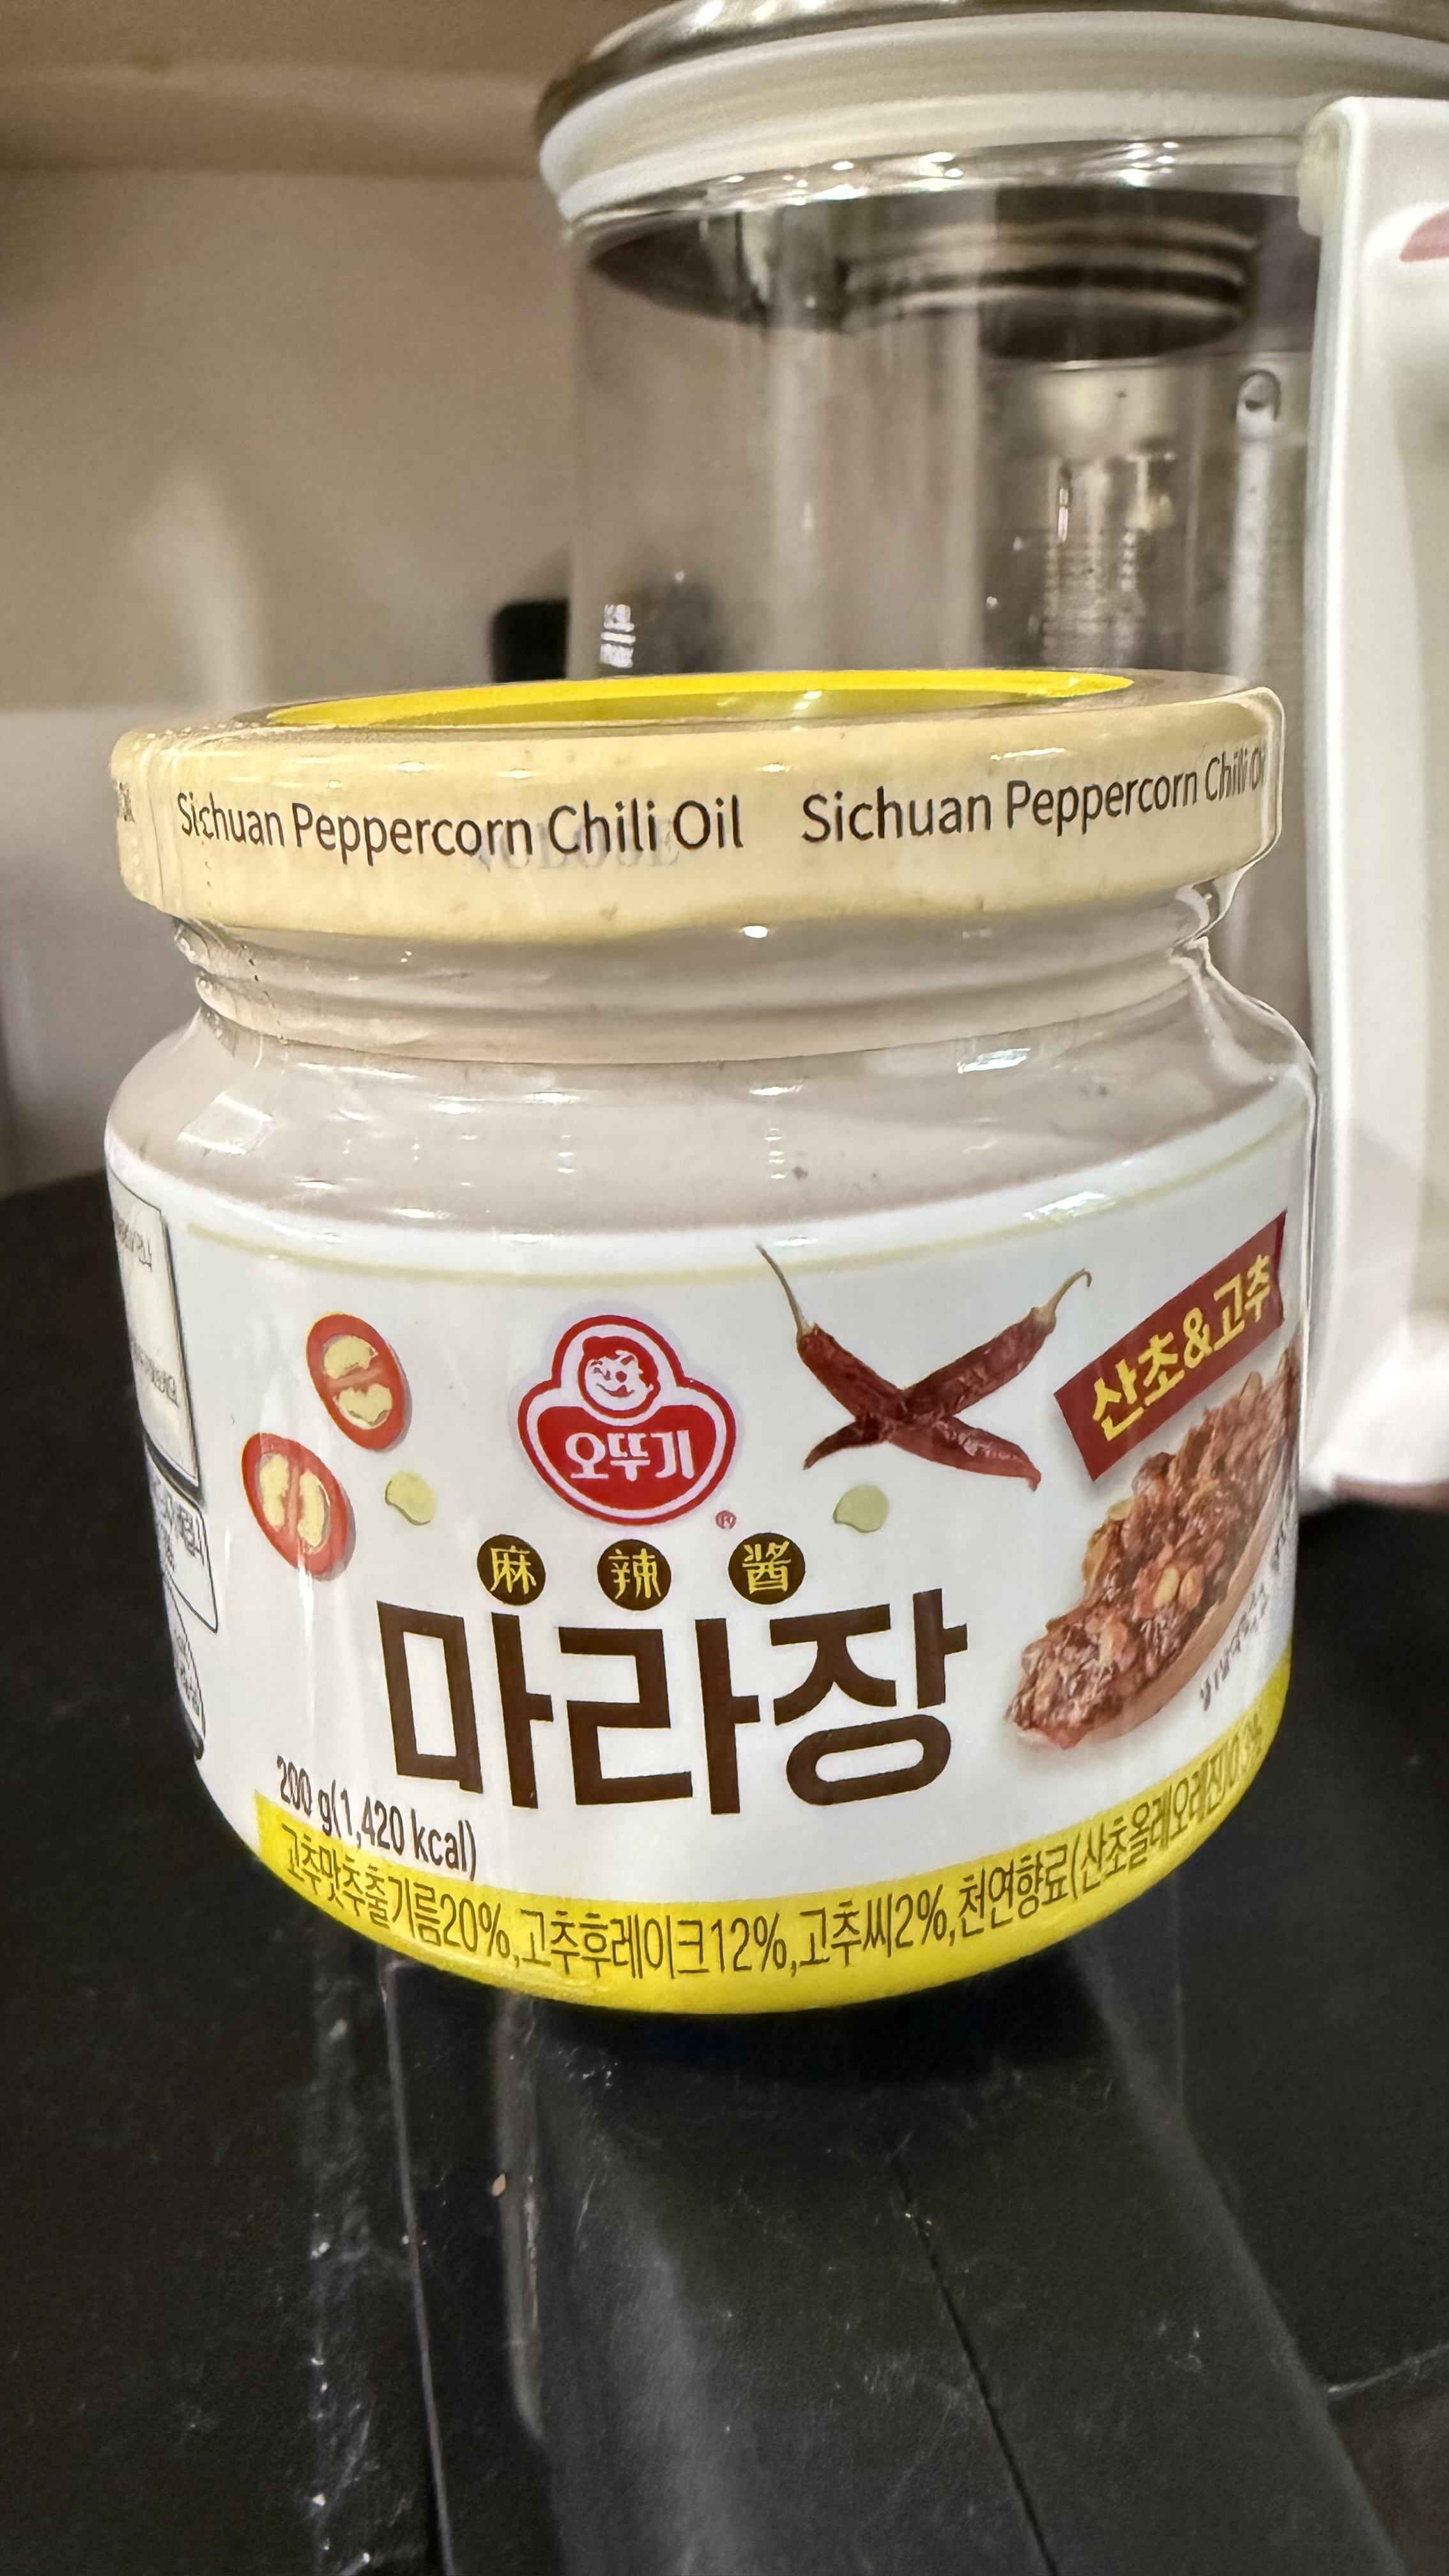 Sichuan Peppercorn Chili Oil Sichuan Peppercorn Chili Oil
오뚜기
®
산초&고추
麻 辣 醬
마라장
200 g(1,420 kcal)
고추맛추출기름20%,고추후레이크12%,고추씨2%,천연향료(산초올레오레진)0.3%